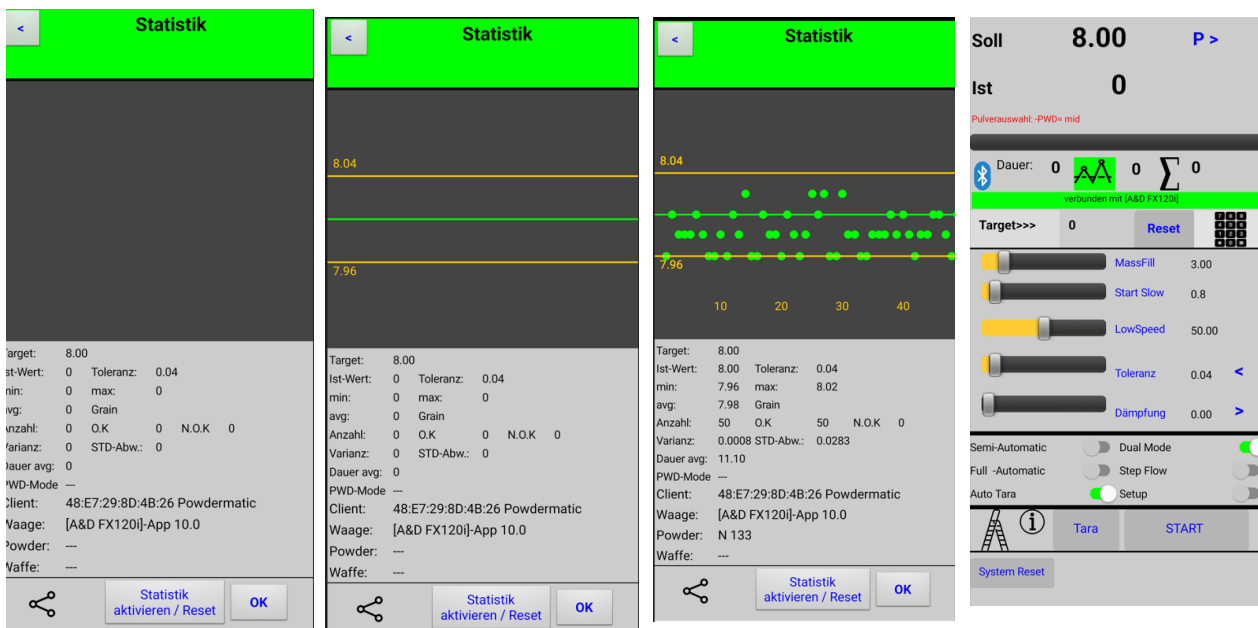 <
Statistik
Target: 8.00
Ist-Wert: 0 Toleranz: 0.04
min: 0 max: 0
avg: 0 Grain
Anzahl: 0 O.K 0 N.O.K 0
Varianz: 0 STD-Abw.: 0
Dauer avg: 0
PWD-Mode ---
Client: 48:E7:29:8D:4B:26 Powdermatic
Waage: [A&D FX120i]-App 10.0
Powder: ---
Waffe: ---
Statistik
aktivieren / Reset
OK
<
Statistik
8.04
7.96
Target: 8.00
Ist-Wert: 0 Toleranz: 0.04
min: 0 max: 0
avg: 0 Grain
Anzahl: 0 O.K 0 N.O.K 0
Varianz: 0 STD-Abw.: 0
Dauer avg: 0
PWD-Mode ---
Client: 48:E7:29:8D:4B:26 Powdermatic
Waage: [A&D FX120i]-App 10.0
Powder: ---
Waffe: ---
Statistik
aktivieren / Reset
OK
<
Statistik
8.04
7.96
10 20 30 40
Target: 8.00
Ist-Wert: 8.00 Toleranz: 0.04
min: 7.96 max: 8.02
avg: 7.98 Grain
Anzahl: 50 O.K 50 N.O.K 0
Varianz: 0.0008 STD-Abw.: 0.0283
Dauer avg: 11.10
PWD-Mode ---
Client: 48:E7:29:8D:4B:26 Powdermatic
Waage: [A&D FX120i]-App 10.0
Powder: N 133
Waffe: ---
Statistik
aktivieren / Reset
OK
Soll 8.00 P >
Ist 0
Pulverauswahl: -PWD= mid
Dauer: 0 0 ∑ 0
verbunden mit [A&D FX120i]
Target>>> 0 Reset
7 8 9
4 5 6
1 2 3
MassFill 3.00
Start Slow 0.8
LowSpeed 50.00
Toleranz 0.04 <
Dämpfung 0.00 >
Semi-Automatic Dual Mode
Full -Automatic Step Flow
Auto Tara Setup
i Tara START
System Reset